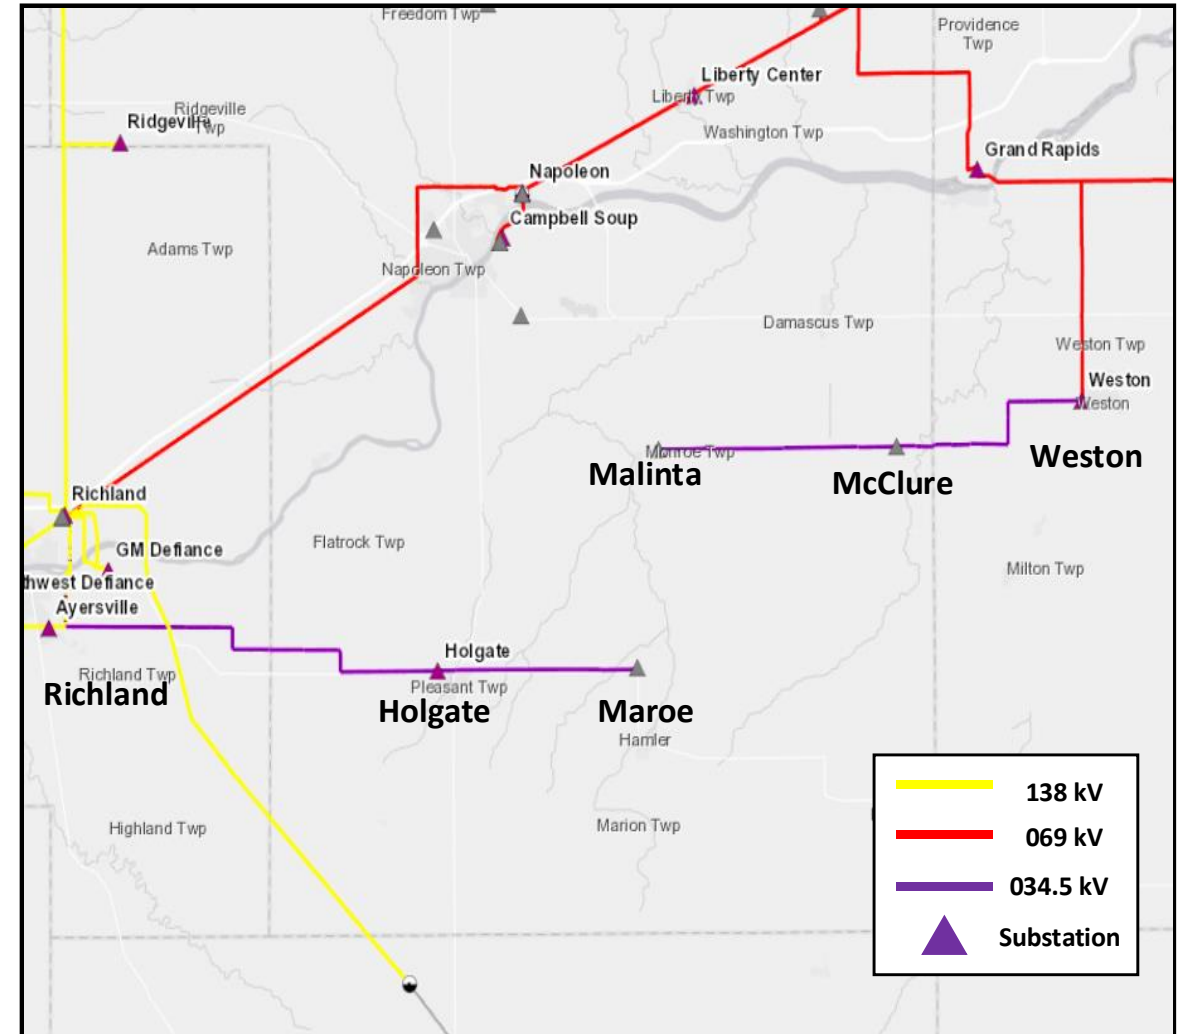 Freedom Twp
Providence
Twp
Liberty Center
Liberty Twp
Ridgeville
Twp
Ridgeville
Washington Twp
Grand Rapids
Napoleon
Campbell Soup
Adams Twp
Napoleon Twp
Damascus Twp
Weston Twp
Weston
Weston
Monroe Twp
Malinta
McClure
Weston
Richland
Flatrock Twp
GM Defiance
hwest Defiance
Milton Twp
Ayersville
Holgate
Richland Twp
Richland
Pleasant Twp
Holgate
Maroe
Hamler
Highland Twp
Marion Twp
138 kV
069 kV
034.5 kV
Substation